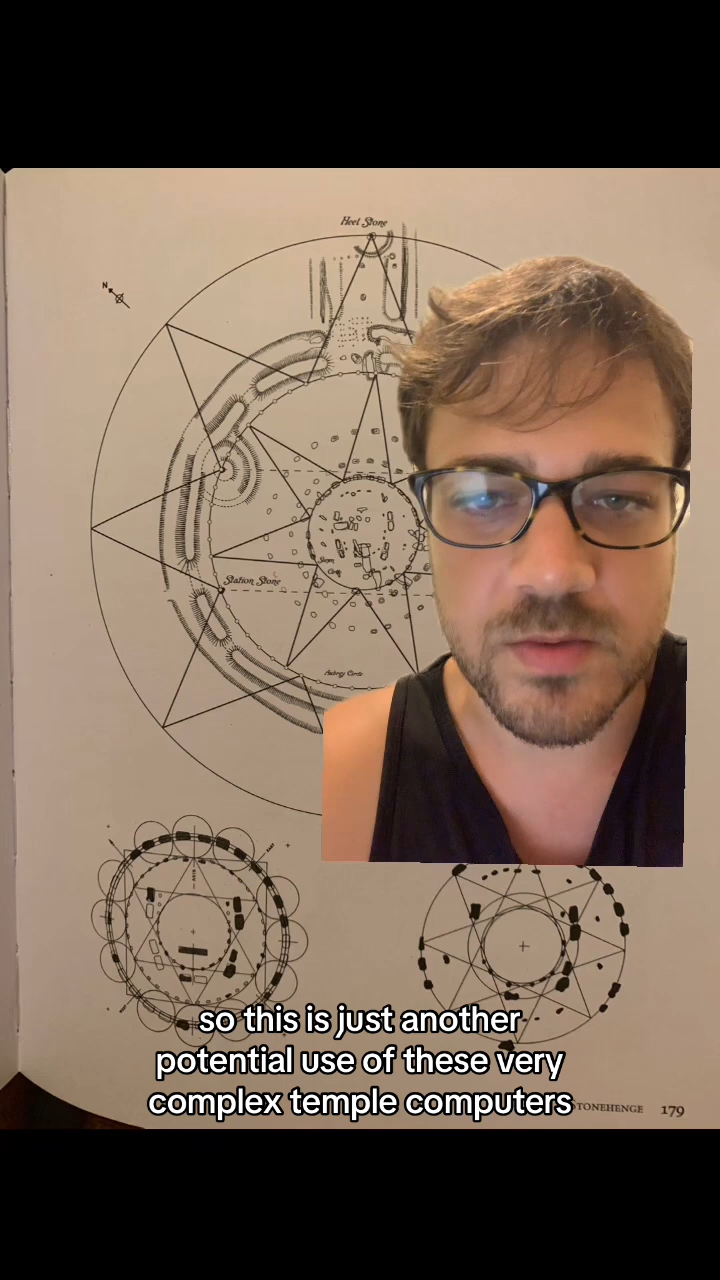 Heel Stone
N
Station Stone
Aubrey Circle
so this is just another
potential use of these very
complex temple computers
STONEHENGE 179